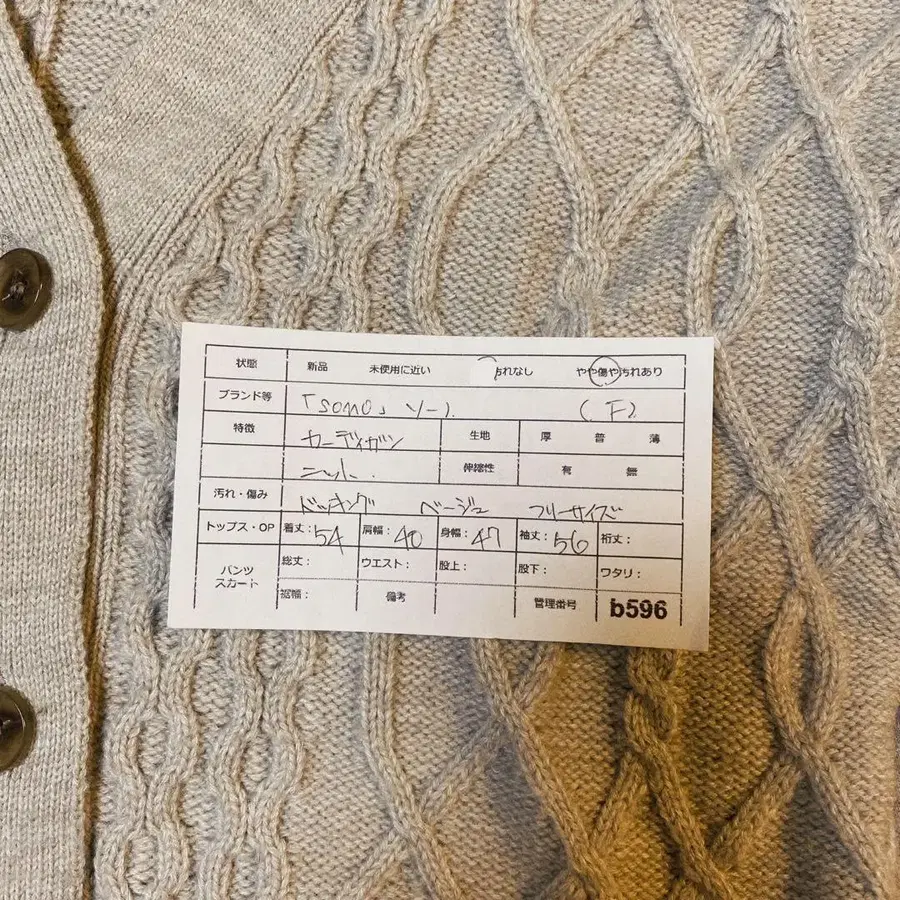 状態 新品 未使用に近い 汚れなし やや傷や汚れあり
ブランド等 「sono」ソーノ (F)
特徴 カーディガン 生地 厚 普 薄
ニット. 伸縮性 有 無
汚れ・傷み ドッキング ベージュ フリーサイズ
トップス・OP 着丈:54 肩幅:40 身幅:47 袖丈:56 裄丈:
パンツ スカート 総丈: ウエスト: 股上: 股下: ワタリ:
裾幅: 備考 管理番号 b596